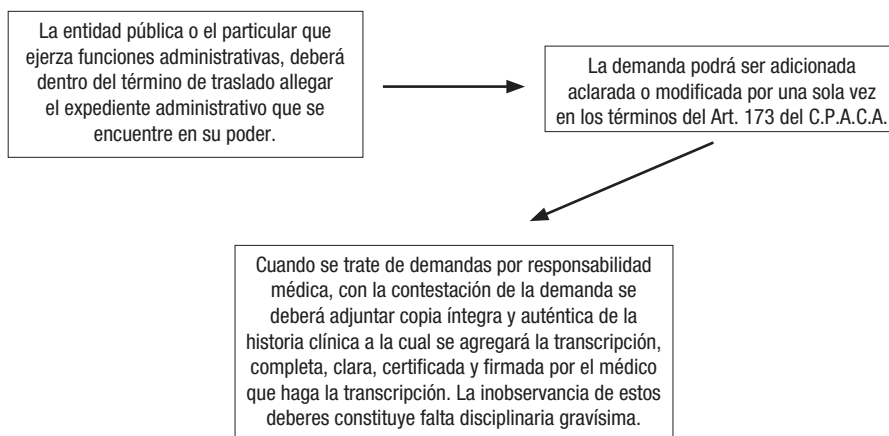 La entidad pública o el particular que
ejerza funciones administrativas, deberá
dentro del término de traslado allegar
el expediente administrativo que se
encuentre en su poder.
La demanda podrá ser adicionada
aclarada o modificada por una sola vez
en los términos del Art. 173 del C.P.A.C.A.
Cuando se trate de demandas por responsabilidad
médica, con la contestación de la demanda se
deberá adjuntar copia íntegra y auténtica de la
historia clínica a la cual se agregará la transcripción,
completa, clara, certificada y firmada por el médico
que haga la transcripción. La inobservancia de estos
deberes constituye falta disciplinaria gravísima.